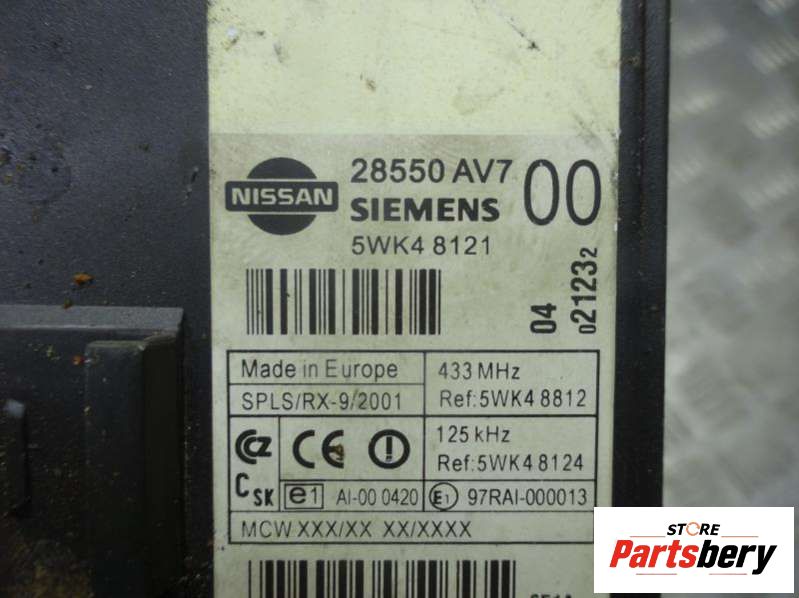 NISSAN
28550 AV7 00
SIEMENS
5WK4 8121
04
021232
Made in Europe
433 MHz
SPLS/RX-9/2001
Ref:5WK4 8812
CE
125 kHz
Ref:5WK4 8124
CSK
e1
AI-00 0420
E1
97RAI-000013
MCW XXX/XX XX/XXXX
STORE
Partsbery